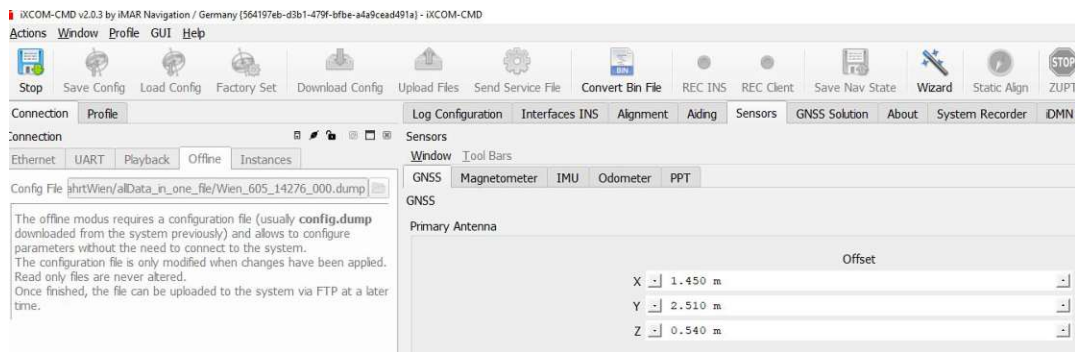 iXCOM-CMD v2.0.3 by iMAR Navigation / Germany {564197eb-d3b1-479f-bfbe-a4a9cead491a} - iXCOM-CMD
Actions Window Profile GUI Help
Stop Save Config Load Config Factory Set Download Config Upload Files Send Service File Convert Bin File REC INS REC Client Save Nav State Wizard Static Align ZUPT
Connection Profile
Log Configuration Interfaces INS Alignment Aiding Sensors GNSS Solution About System Recorder iDMN
Connection
Ethernet UART Playback Offline Instances
Config File ahrtWien/allData_in_one_file/Wien_605_14276_000.dump
The offline modus requires a configuration file (usually config.dump
downloaded from the system previously) and allows to configure
parameters without the need to connect to the system.
The configuration file is only modified when changes have been applied.
Read only files are never altered.
Once finished, the file can be uploaded to the system via FTP at a later
time.
Sensors
Window Tool Bars
GNSS Magnetometer IMU Odometer PPT
GNSS
Primary Antenna
Offset
X - 1.450 m -
Y - 2.510 m -
Z - 0.540 m -
BIN
STOP